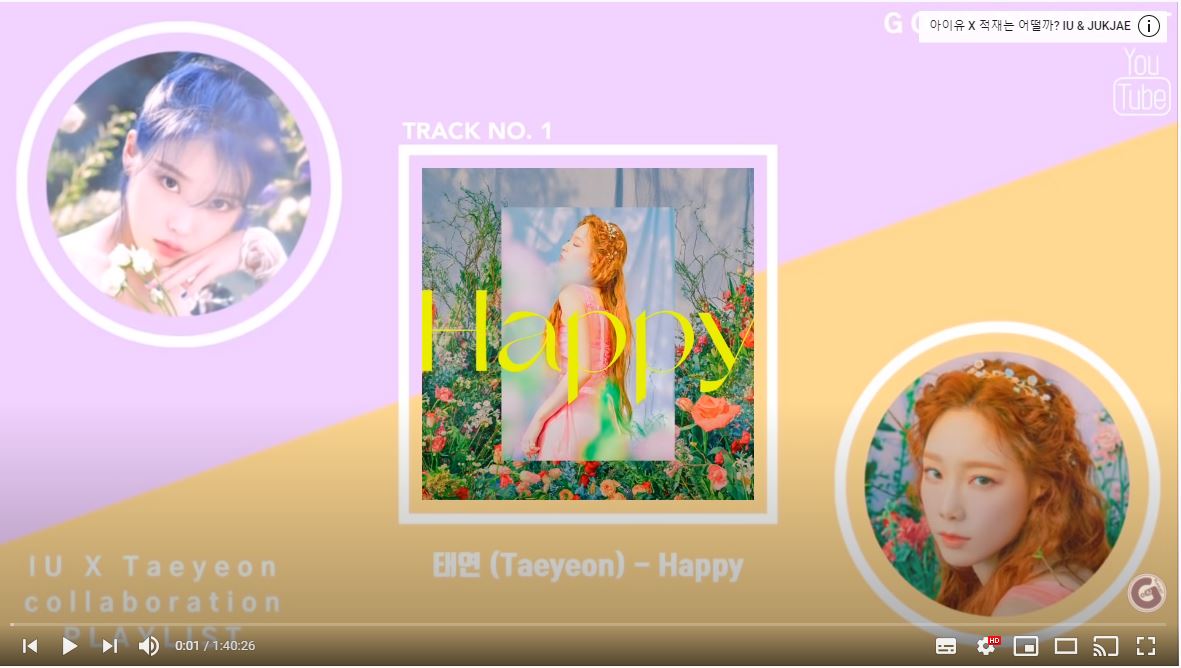 아이유 X 적재는 어떨까? IU & JUKJAE
You
Tube
TRACK NO. 1
Happy
태연 (Taeyeon) - Happy
IU X Taeyeon
collaboration
PLAYLIST
0:01 / 1:40:26
HD